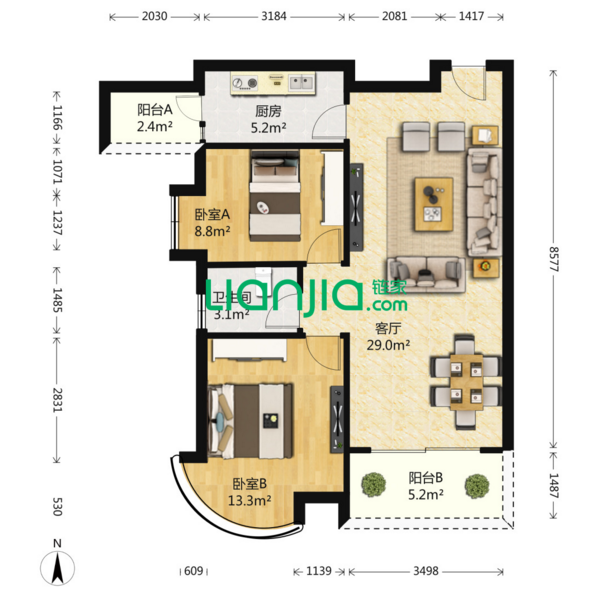 2030 3184 2081 1417
1166
1071
1237
1485
2831
530
8577
1487
阳台A
2.4m²
厨房
5.2m²
卧室A
8.8m²
卫生间
3.1m²
LIANJIA 链家
.com
客厅
29.0m²
卧室B
13.3m²
阳台B
5.2m²
N
609 1139 3498